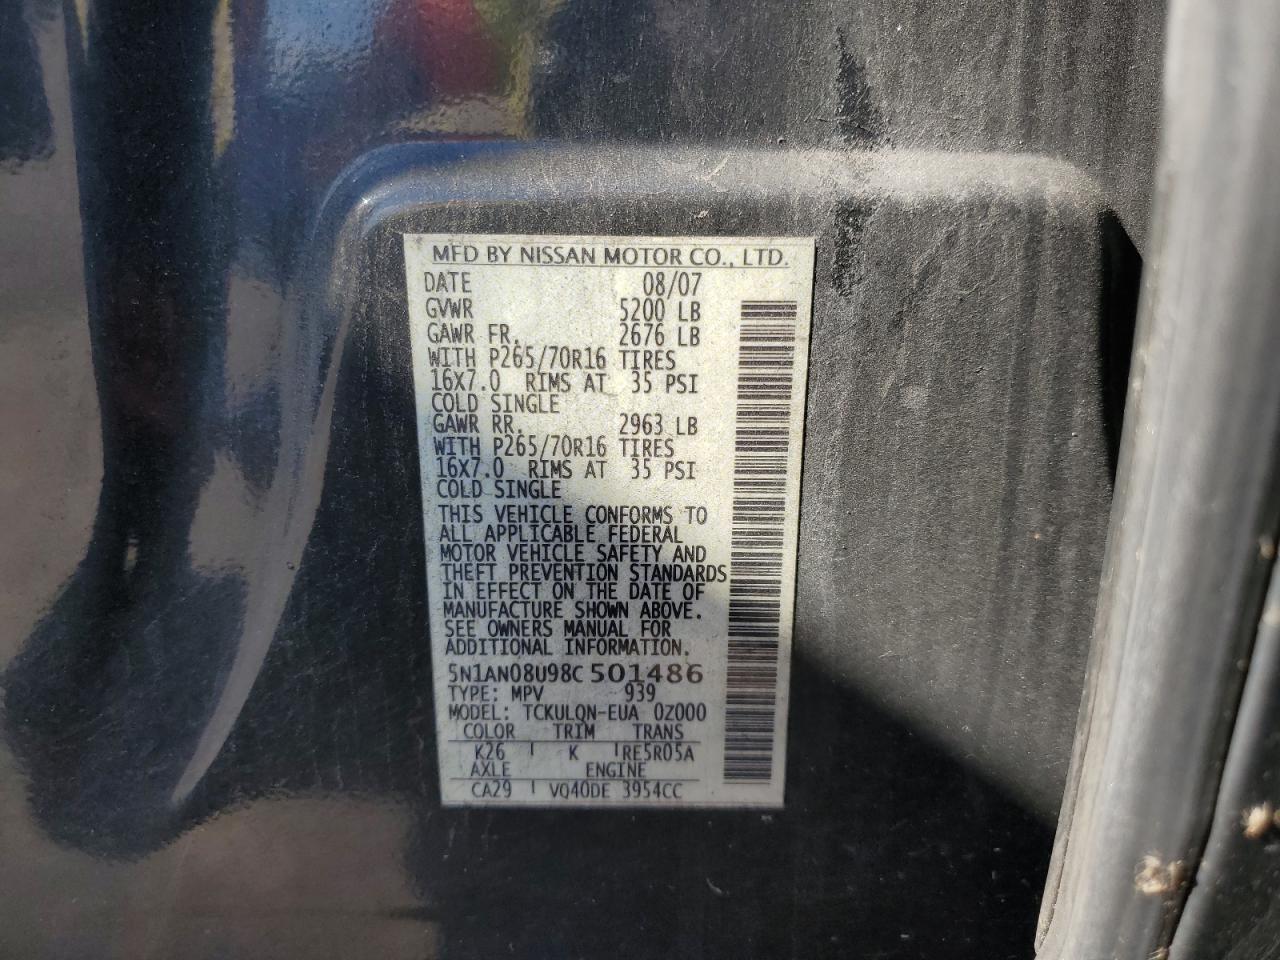 MFD BY NISSAN MOTOR CO., LTD.
DATE 08/07
GVWR 5200 LB
GAWR FR. 2676 LB
WITH P265/70R16 TIRES
16X7.0 RIMS AT 35 PSI
COLD SINGLE
GAWR RR. 2963 LB
WITH P265/70R16 TIRES
16X7.0 RIMS AT 35 PSI
COLD SINGLE
THIS VEHICLE CONFORMS TO
ALL APPLICABLE FEDERAL
MOTOR VEHICLE SAFETY AND
THEFT PREVENTION STANDARDS
IN EFFECT ON THE DATE OF
MANUFACTURE SHOWN ABOVE.
SEE OWNERS MANUAL FOR
ADDITIONAL INFORMATION.
5N1AN08U98C501486
TYPE: MPV 939
MODEL: TCKULQN-EUA 0Z000
COLOR TRIM TRANS
K26 K RE5R05A
AXLE ENGINE
CA29 VQ40DE 3954CC